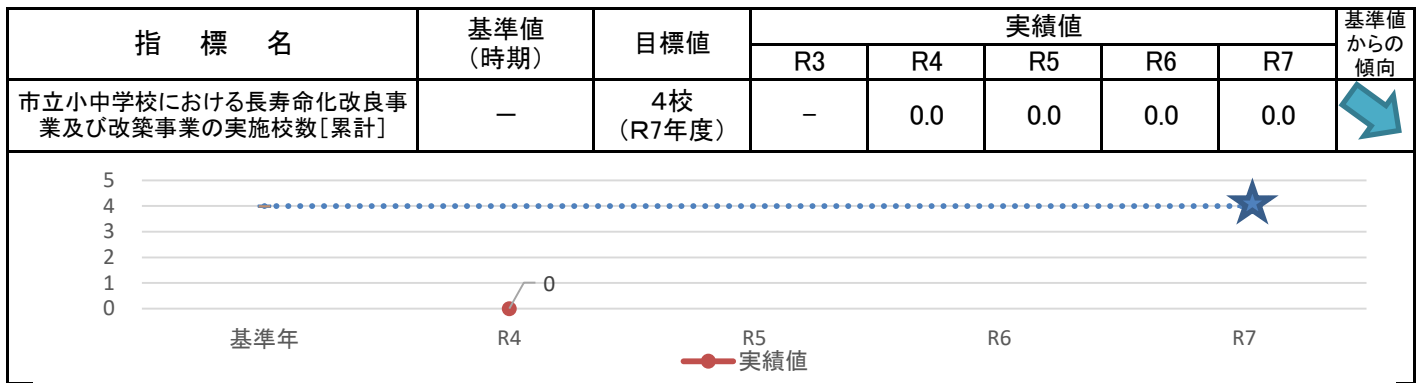 指 標 名
基準値
（時期）
目標値
実績値
基準値
からの
傾向
R3
R4
R5
R6
R7
市立小中学校における長寿命化改良事
業及び改築事業の実施校数［累計］
－
４校
（R7年度）
－
0.0
0.0
0.0
0.0
5
4
3
2
1
0
0
基準年
R4
R5
R6
R7
実績値